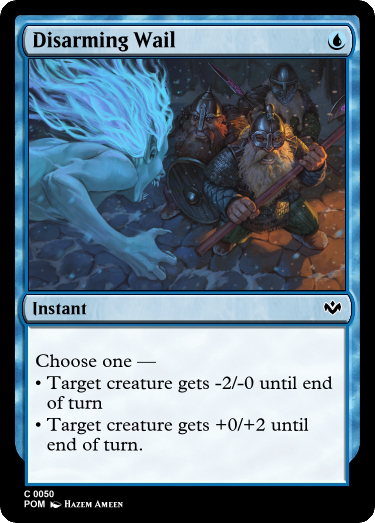 Disarming Wail
Instant
Choose one —
• Target creature gets -2/-0 until end
of turn
• Target creature gets +0/+2 until
end of turn.
C 0050
POM HAZEM AMEEN